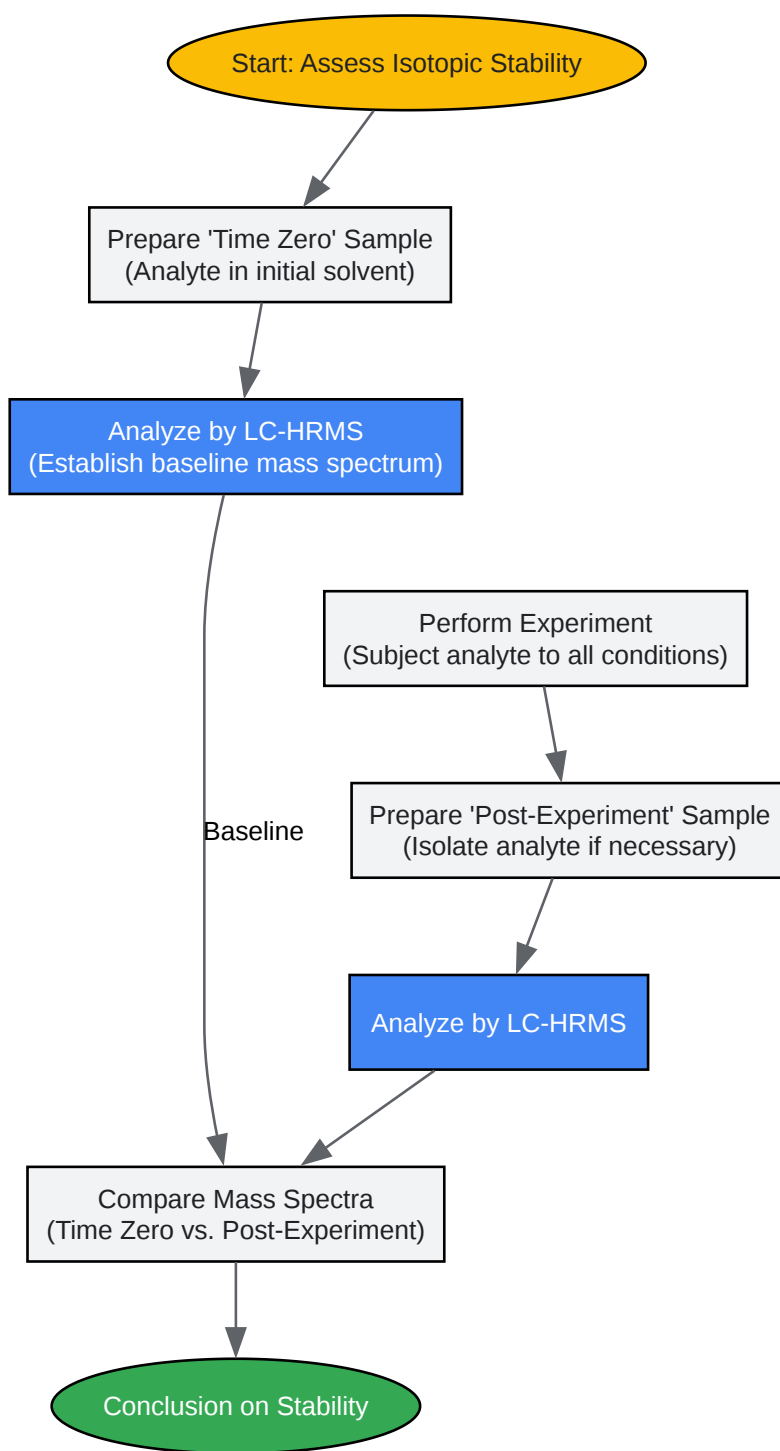 Start: Assess Isotopic Stability
Prepare 'Time Zero' Sample
(Analyte in initial solvent)
Analyze by LC-HRMS
(Establish baseline mass spectrum)
Perform Experiment
(Subject analyte to all conditions)
Prepare 'Post-Experiment' Sample
(Isolate analyte if necessary)
Baseline
Analyze by LC-HRMS
Compare Mass Spectra
(Time Zero vs. Post-Experiment)
Conclusion on Stability